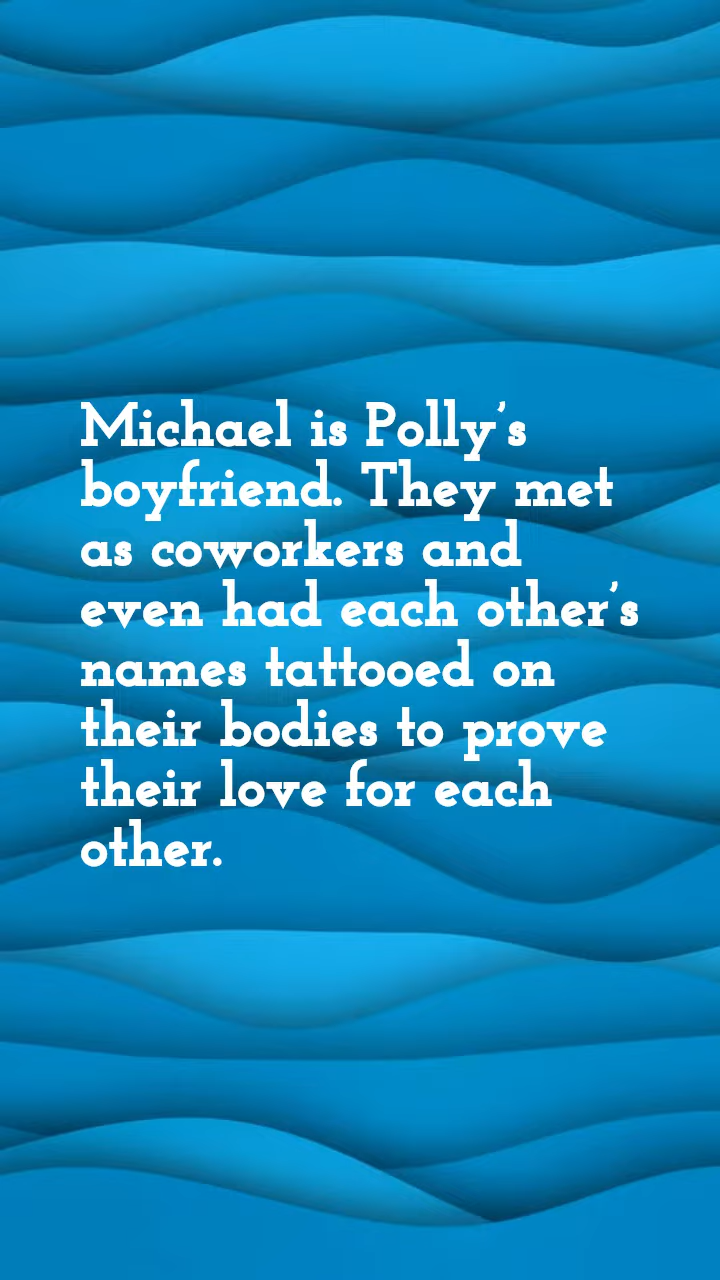 Michael is Polly's
boyfriend. They met
as coworkers and
even had each other's
names tattooed on
their bodies to prove
their love for each
other.